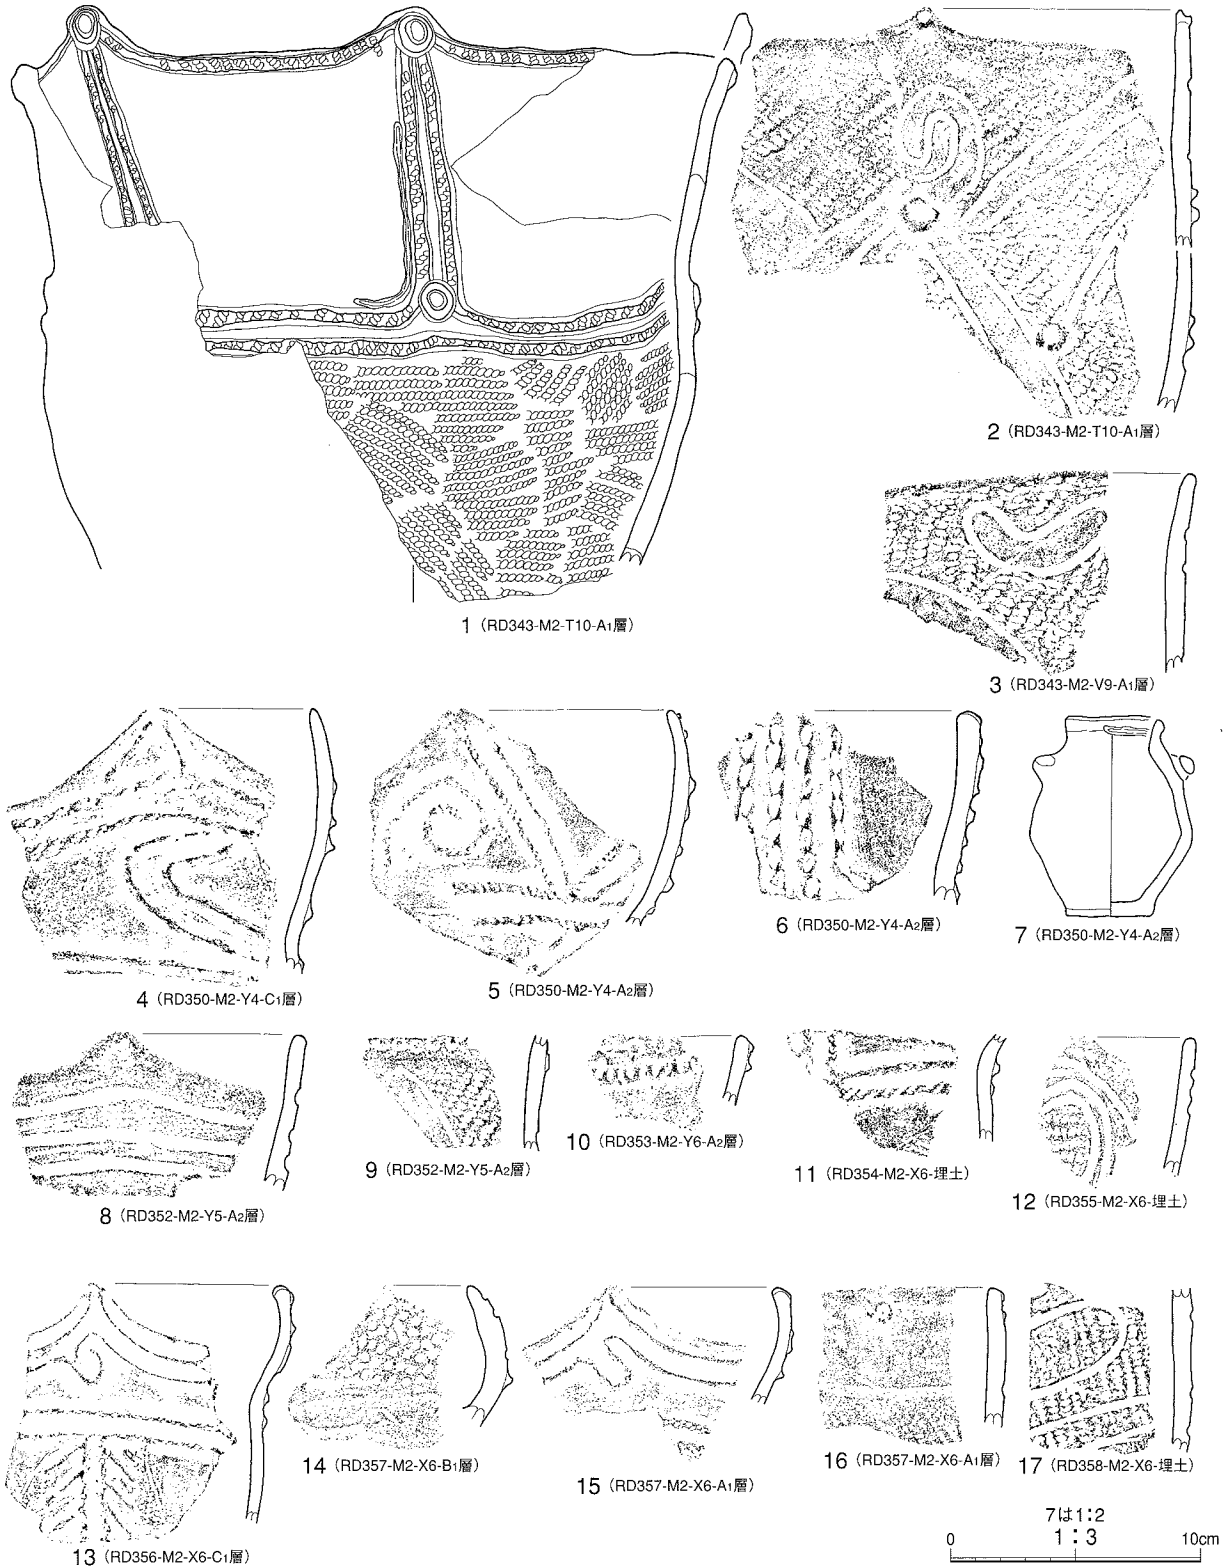 1 (RD343-M2-T10-A1層)
2 (RD343-M2-T10-A1層)
3 (RD343-M2-V9-A1層)
4 (RD350-M2-Y4-C1層)
5 (RD350-M2-Y4-A2層)
6 (RD350-M2-Y4-A2層)
7 (RD350-M2-Y4-A2層)
8 (RD352-M2-Y5-A2層)
9 (RD352-M2-Y5-A2層)
10 (RD353-M2-Y6-A2層)
11 (RD354-M2-X6-埋土)
12 (RD355-M2-X6-埋土)
13 (RD356-M2-X6-C1層)
14 (RD357-M2-X6-B1層)
15 (RD357-M2-X6-A1層)
16 (RD357-M2-X6-A1層)
17 (RD358-M2-X6-埋土)
7は1:2
1:3
0 10cm